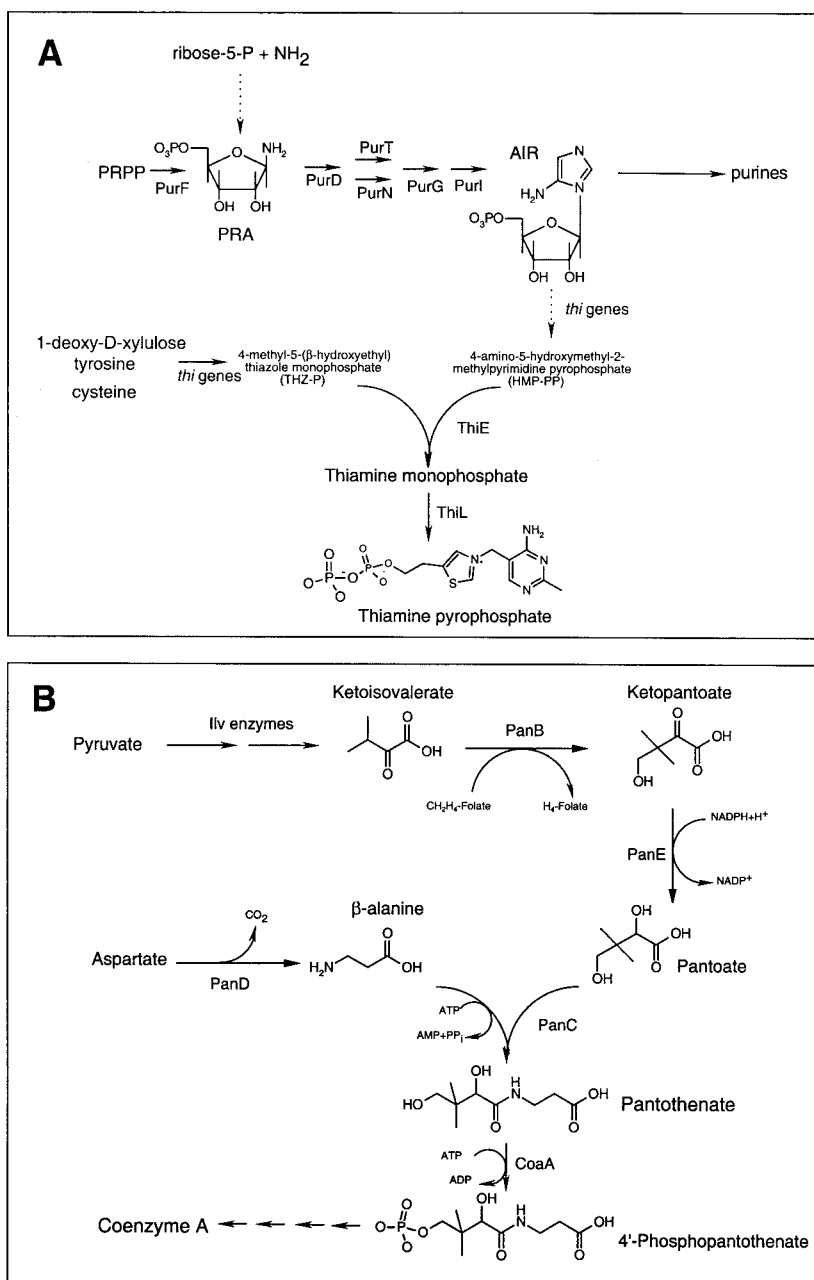 A
ribose-5-P + NH2
O3PO
O
NH2
OH OH
PRPP
PurF
PRA
PurD
PurT
PurN
PurG
PurI
AIR
N
H2N
N
O3PO
O
OH OH
purines
thi genes
1-deoxy-D-xylulose
tyrosine
cysteine
thi genes
4-methyl-5-(β-hydroxyethyl)
thiazole monophosphate
(THZ-P)
4-amino-5-hydroxymethyl-2-
methylpyrimidine pyrophosphate
(HMP-PP)
ThiE
Thiamine monophosphate
ThiL
Thiamine pyrophosphate
B
Pyruvate
Ilv enzymes
Ketoisovalerate
O
OH
O
PanB
CH2H4-Folate
H4-Folate
Ketopantoate
O
OH
OH
O
PanE
NADPH+H+
NADP+
Aspartate
CO2
PanD
β-alanine
O
H2N
OH
OH
OH
OH
O
Pantoate
ATP
AMP+PPi
PanC
HO
OH
O
H
N
O
OH
Pantothenate
ATP
ADP
CoaA
Coenzyme A
O
O-P-O
O
OH
O
H
N
O
OH
4'-Phosphopantothenate